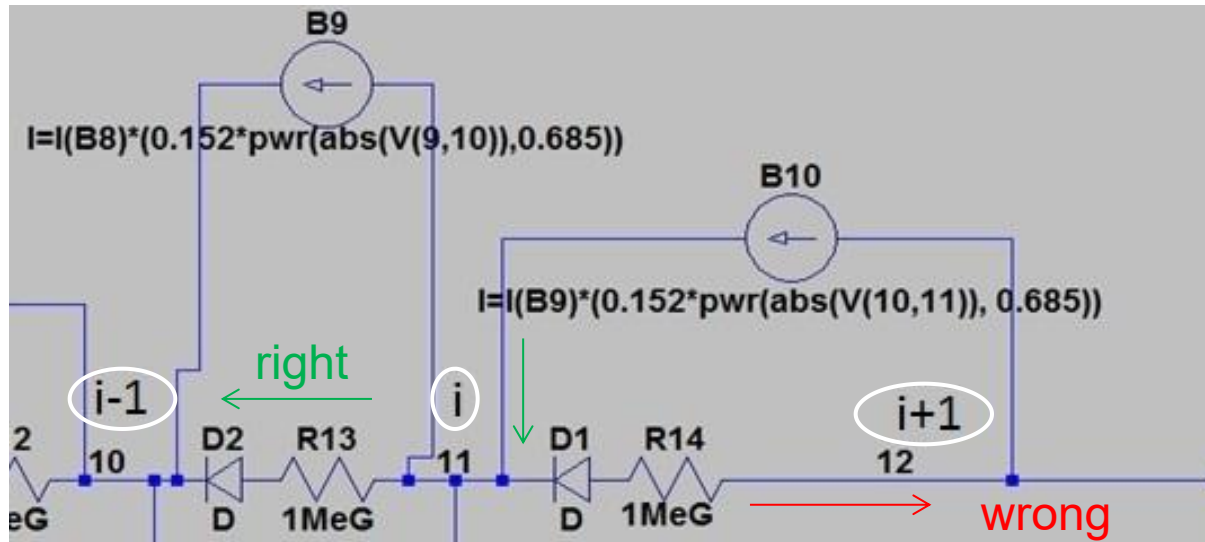 B9
I=I(B8)*(0.152*pwr(abs(V(9,10)),0.685))
B10
I=I(B9)*(0.152*pwr(abs(V(10,11)), 0.685))
right
i-1
i
i+1
2
D2
R13
D1
R14
10
11
12
eG
D
1MeG
D
1MeG
wrong